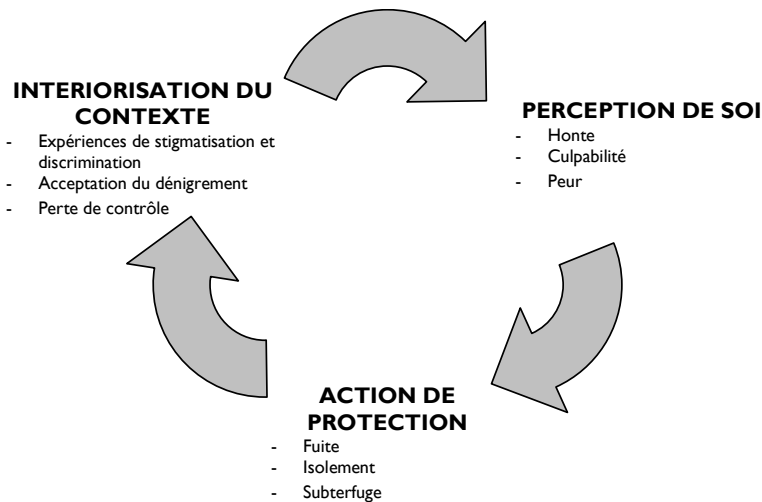 INTERIORISATION DU
CONTEXTE
- Expériences de stigmatisation et
discrimination
- Acceptation du dénigrement
- Perte de contrôle
PERCEPTION DE SOI
- Honte
- Culpabilité
- Peur
ACTION DE
PROTECTION
- Fuite
- Isolement
- Subterfuge